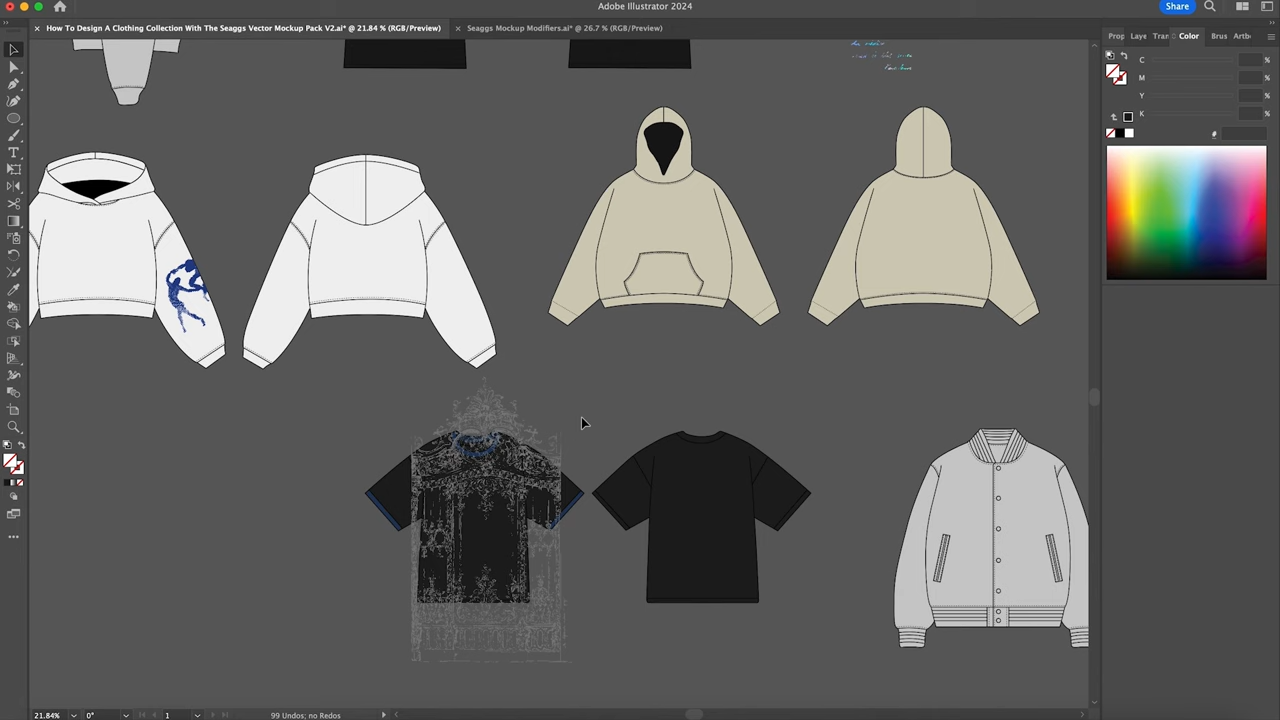 Adobe Illustrator 2024
Share
× How To Design A Clothing Collection With The Seaggs Vector Mockup Pack V2.ai* @ 21.84 % (RGB/Preview)
× Seaggs Mockup Modifiers.ai* @ 26.7 % (RGB/Preview)
Prop Laye Tran Color Brus Artb
C %
M %
Y %
K %
#
21.84% 0° 1 99 Undos; no Redos